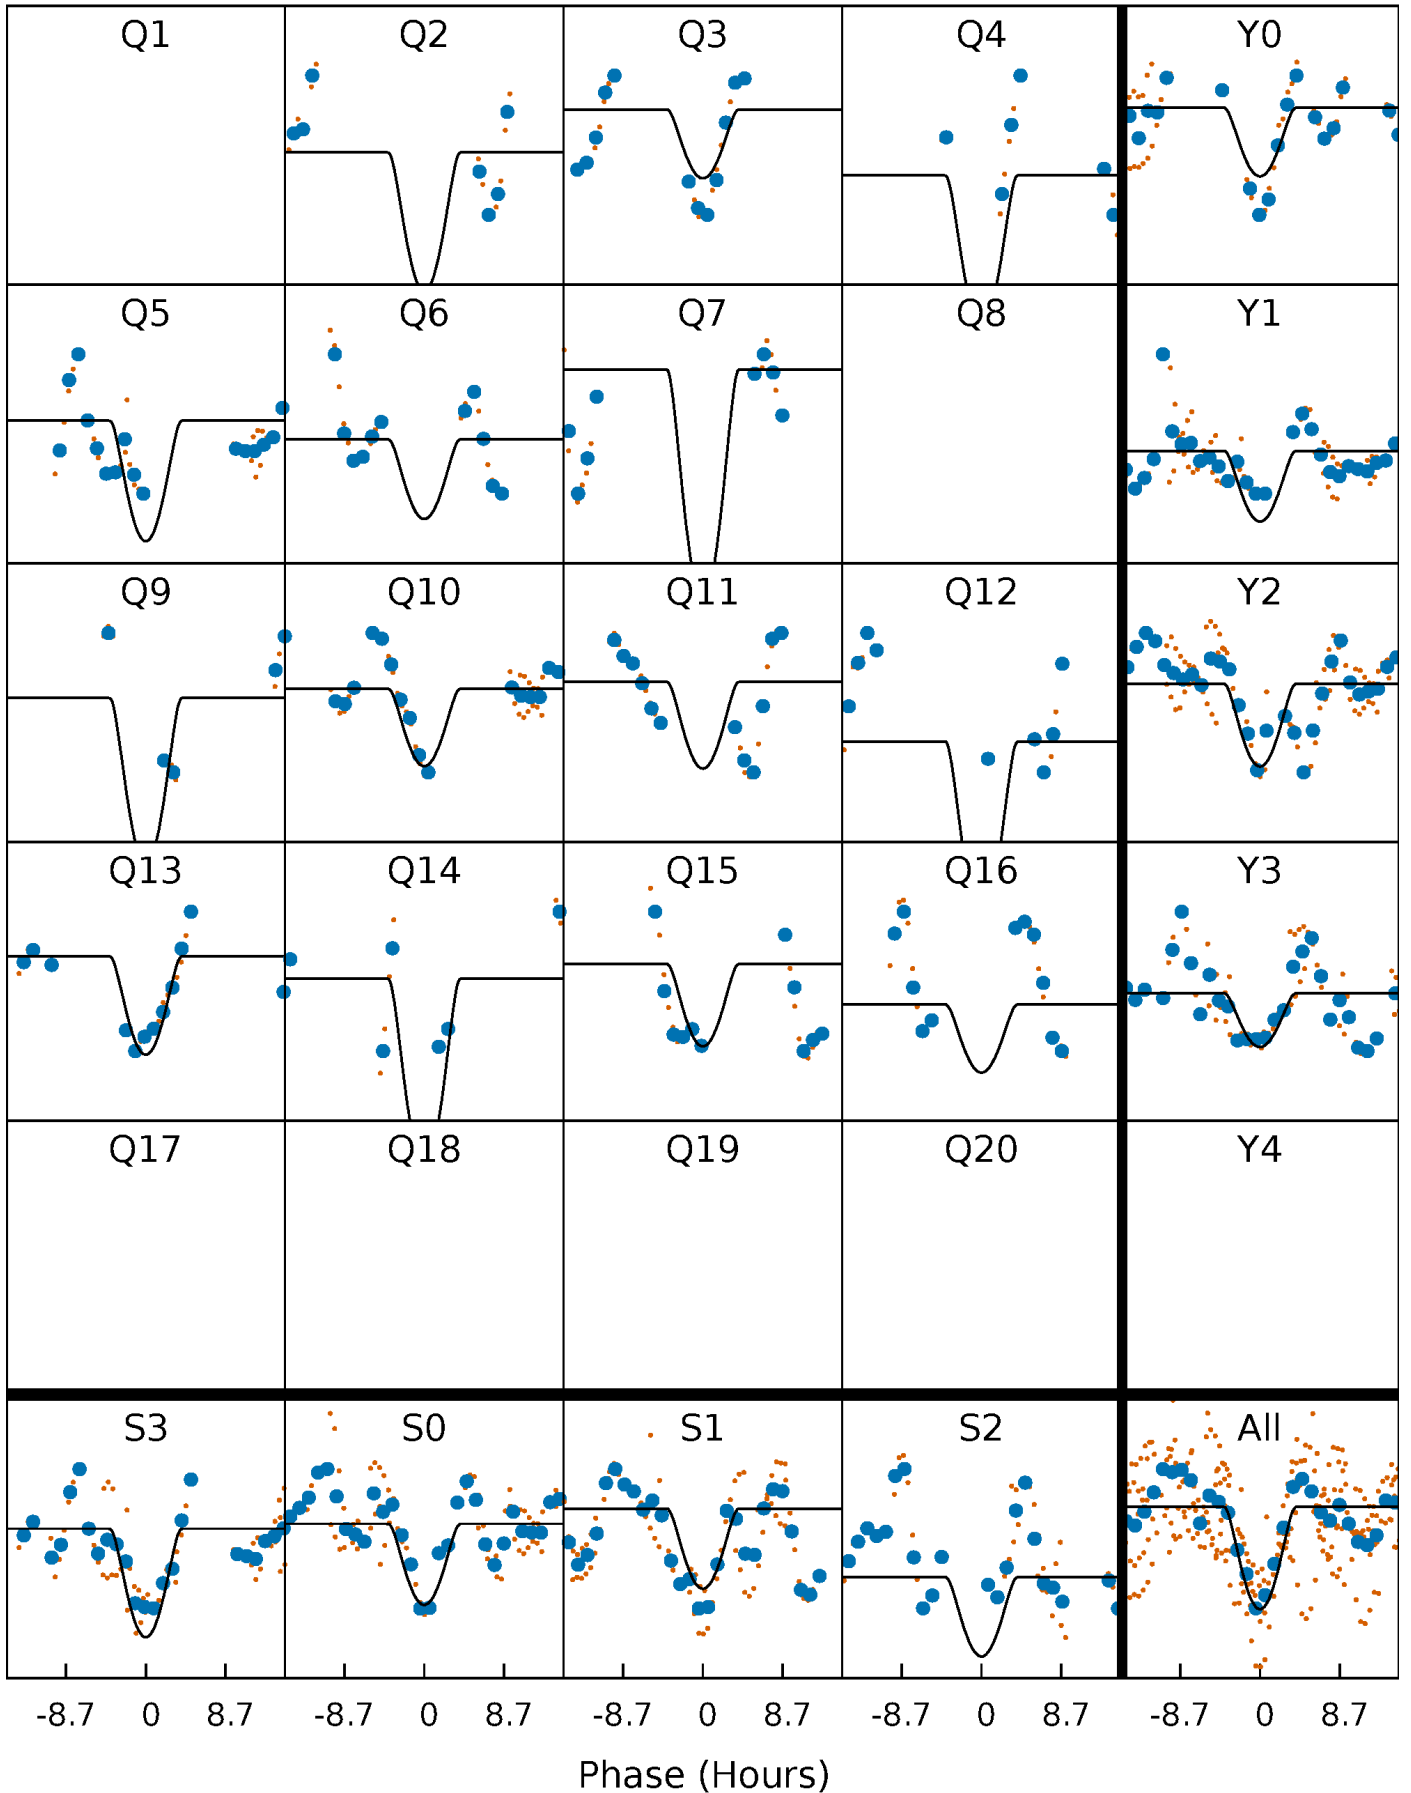 Q1 Q2 Q3 Q4 Y0
Q5 Q6 Q7 Q8 Y1
Q9 Q10 Q11 Q12 Y2
Q13 Q14 Q15 Q16 Y3
Q17 Q18 Q19 Q20 Y4
S3 S0 S1 S2 All
-8.7 0 8.7 -8.7 0 8.7 -8.7 0 8.7 -8.7 0 8.7 -8.7 0 8.7
Phase (Hours)